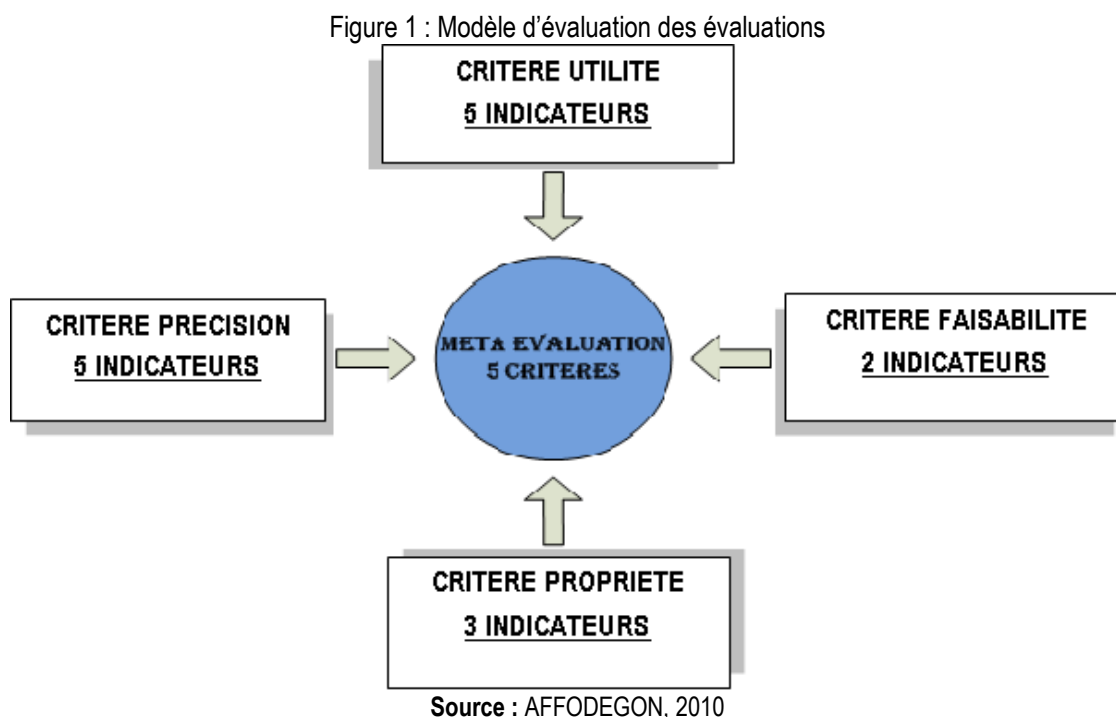 Figure 1 : Modèle d'évaluation des évaluations
CRITERE UTILITE
5 INDICATEURS
CRITERE PRECISION
5 INDICATEURS
META EVALUATION
5 CRITERES
CRITERE FAISABILITE
2 INDICATEURS
CRITERE PROPRIETE
3 INDICATEURS
Source : AFFODEGON, 2010